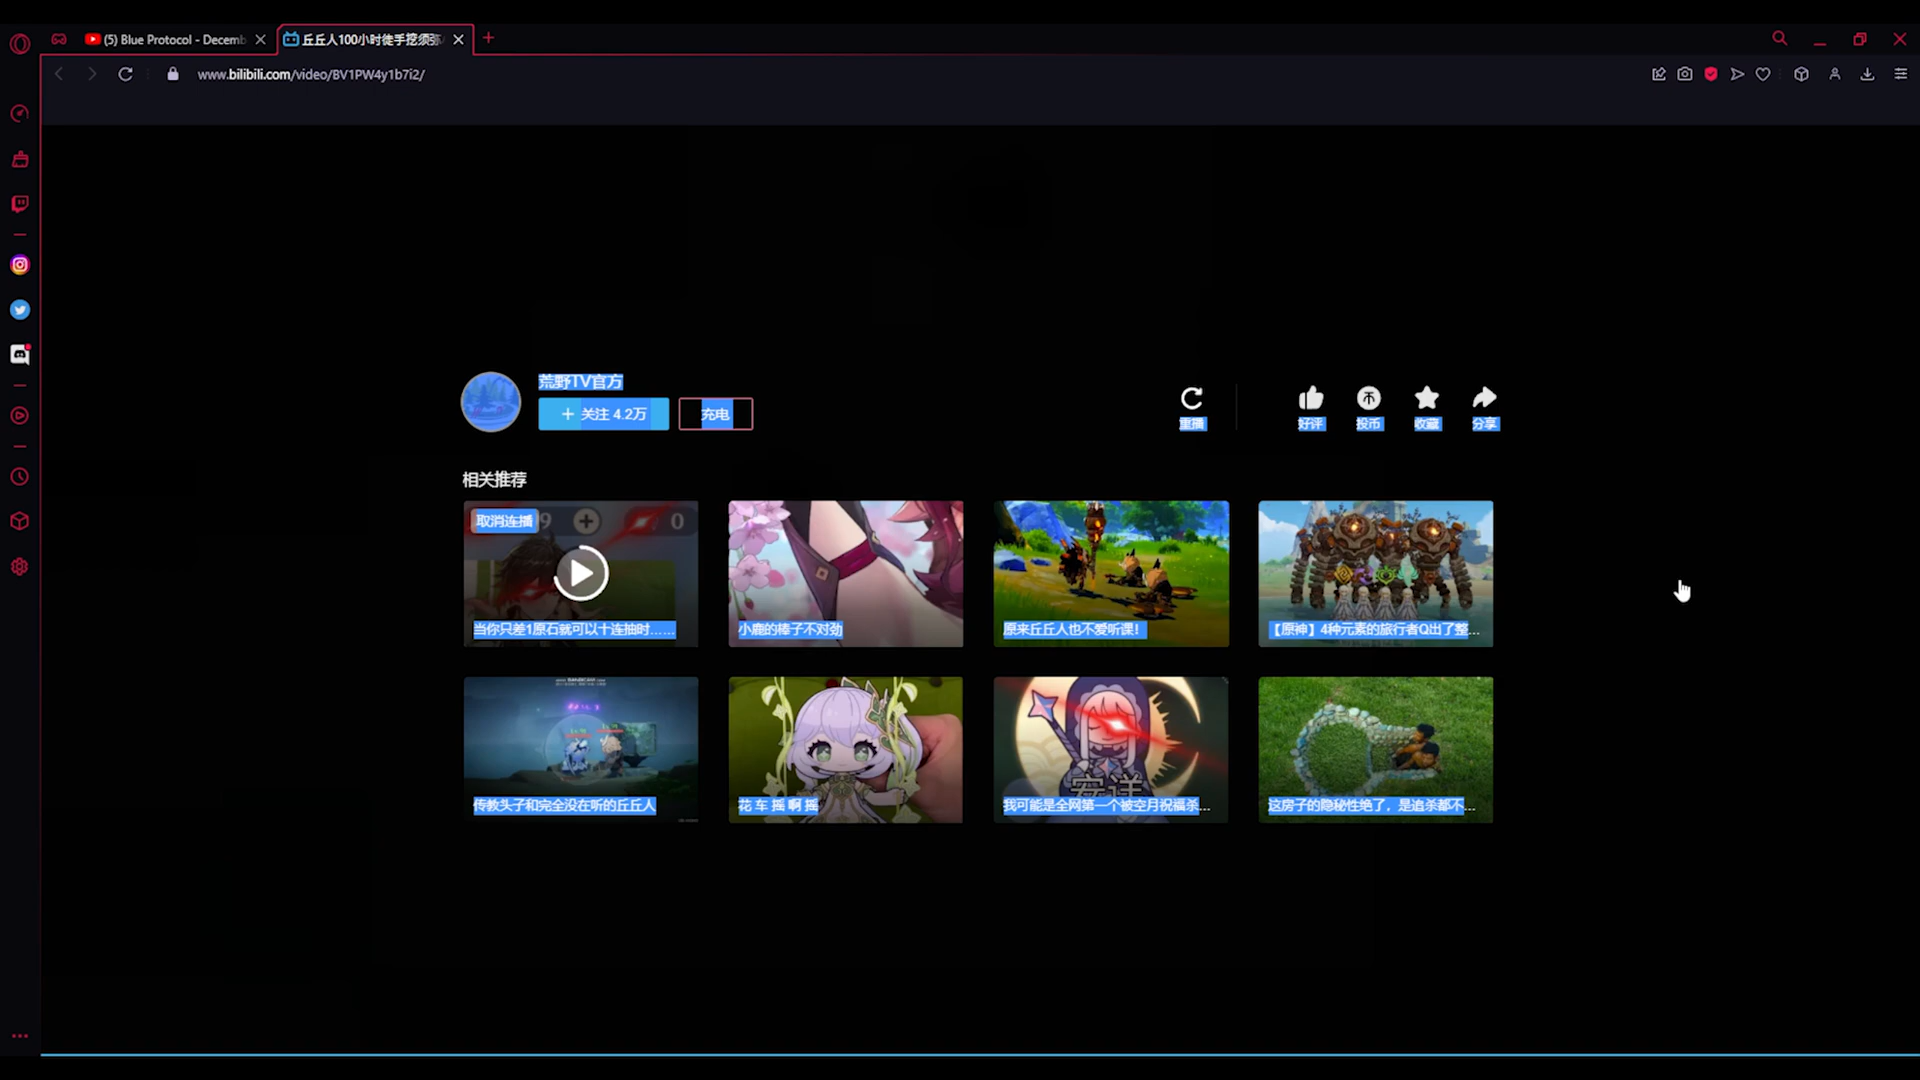 (5) Blue Protocol - Decemb
丘丘人100小时徒手挖须弥
www.bilibili.com/video/BV1PW4y1b7i2/
荒野TV官方
+ 关注 4.2万
充电
重播
好评
投币
收藏
分享
相关推荐
取消连播
9
0
当你只差1原石就可以十连抽时......
小鹿的棒子不对劲
原来丘丘人也不爱听课!
【原神】4种元素的旅行者Q出了整...
传教头子和完全没在听的丘丘人
花 车 摇 啊 摇
安详
我可能是全网第一个被空月祝福杀...
这房子的隐秘性绝了，是追杀都不...